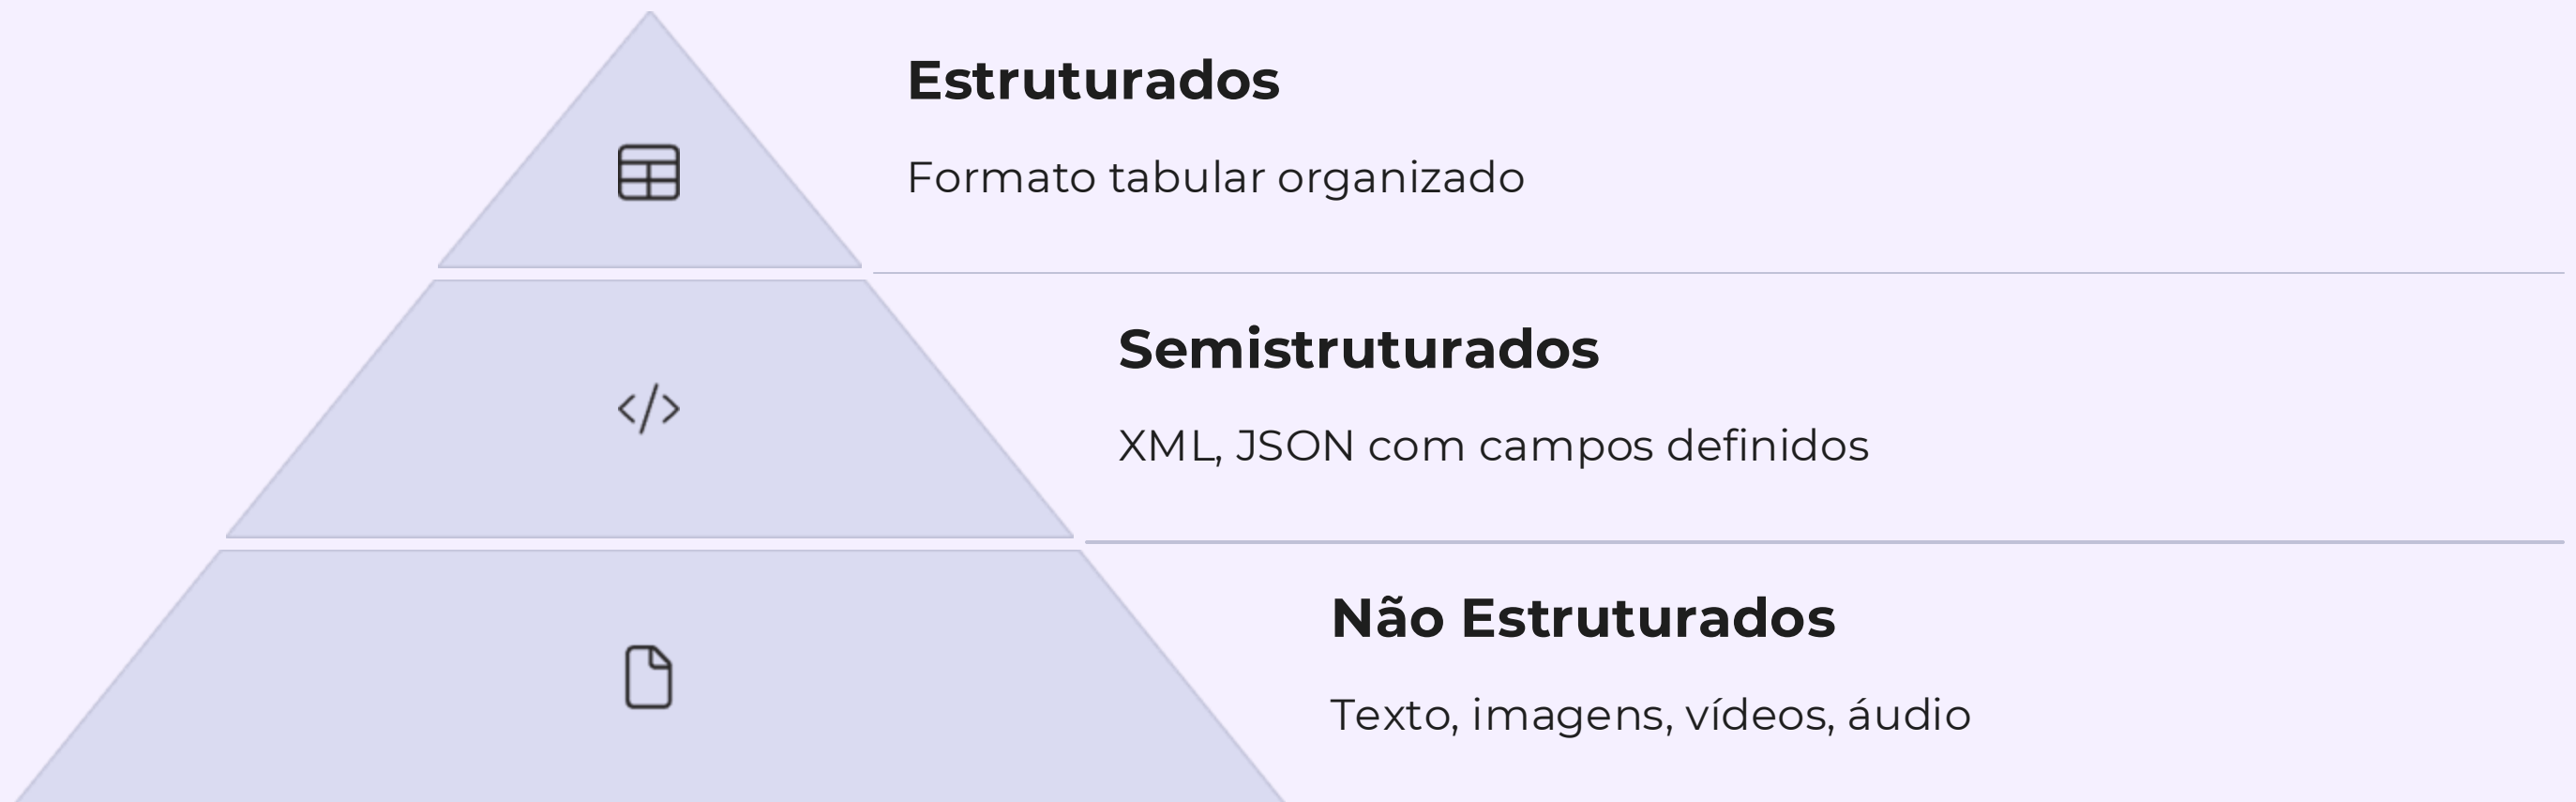 Estruturados
Formato tabular organizado
Semistruturados
XML, JSON com campos definidos
Não Estruturados
Texto, imagens, vídeos, áudio